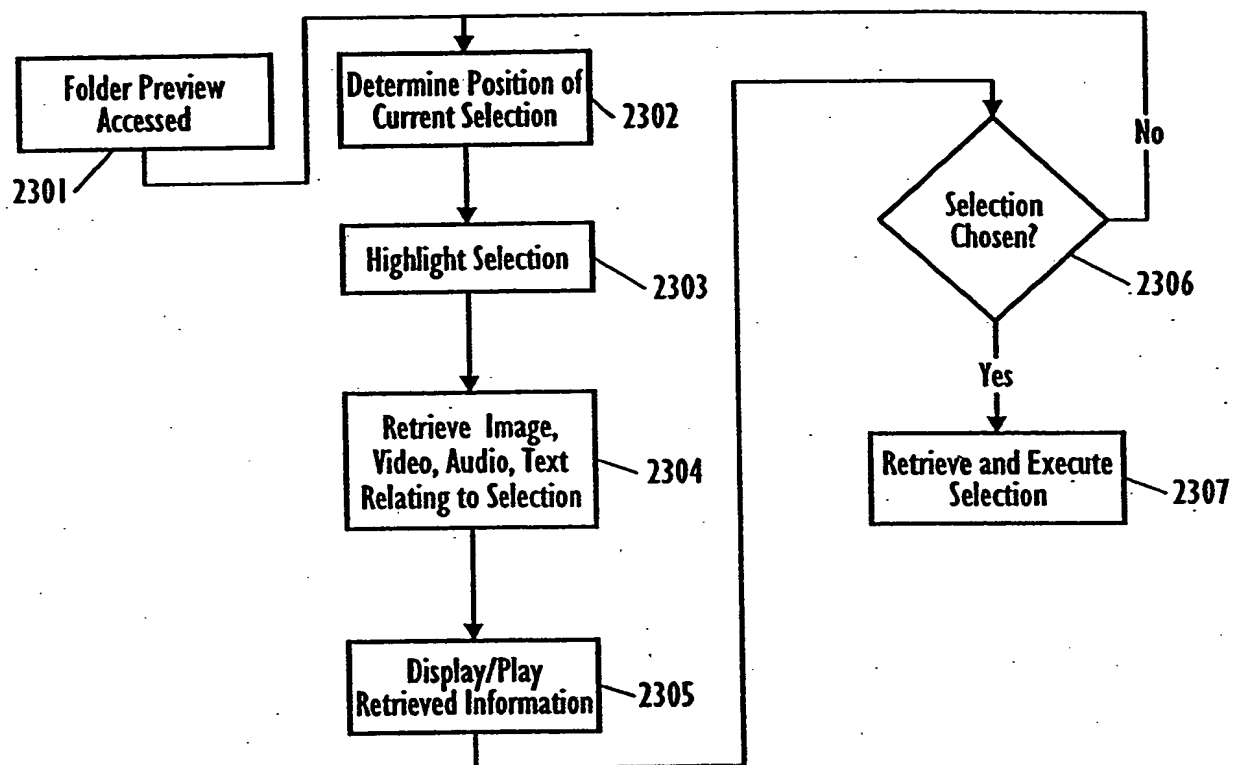 Folder Preview
Accessed
2301
Determine Position of
Current Selection
2302
Highlight Selection
2303
Retrieve Image,
Video, Audio, Text
Relating to Selection
2304
Display/Play
Retrieved Information
2305
Selection
Chosen?
2306
No
Yes
Retrieve and Execute
Selection
2307